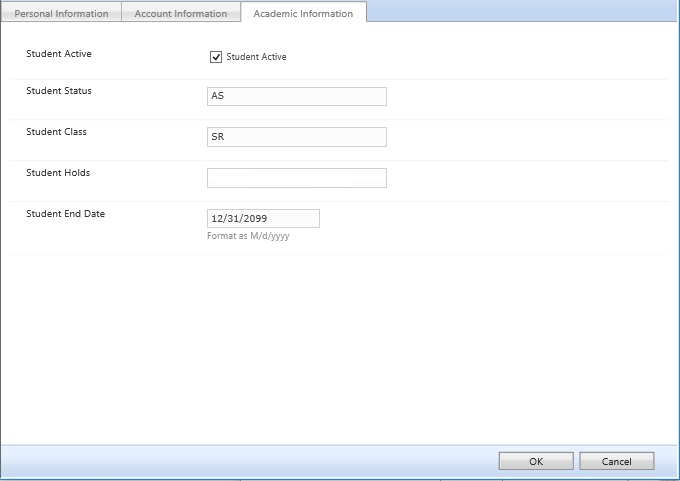 Personal Information Account Information Academic Information
Student Active Student Active
Student Status AS
Student Class SR
Student Holds
Student End Date 12/31/2099
Format as M/d/yyyy
OK Cancel